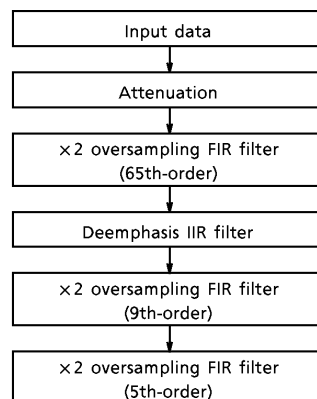 Input data
Attenuation
×2 oversampling FIR filter
(65th-order)
Deemphasis IIR filter
×2 oversampling FIR filter
(9th-order)
×2 oversampling FIR filter
(5th-order)